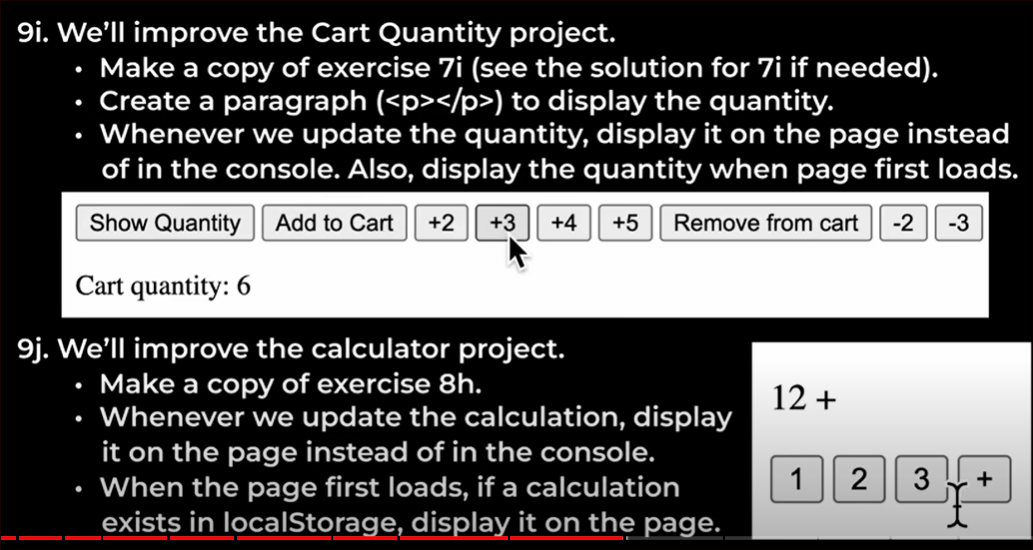 9i. We'll improve the Cart Quantity project.
• Make a copy of exercise 7i (see the solution for 7i if needed).
• Create a paragraph (<p></p>) to display the quantity.
• Whenever we update the quantity, display it on the page instead
of in the console. Also, display the quantity when page first loads.
Show Quantity Add to Cart +2 +3 +4 +5 Remove from cart -2 -3
Cart quantity: 6
9j. We'll improve the calculator project.
• Make a copy of exercise 8h.
• Whenever we update the calculation, display
it on the page instead of in the console.
• When the page first loads, if a calculation
exists in localStorage, display it on the page.
12 +
1 2 3 +